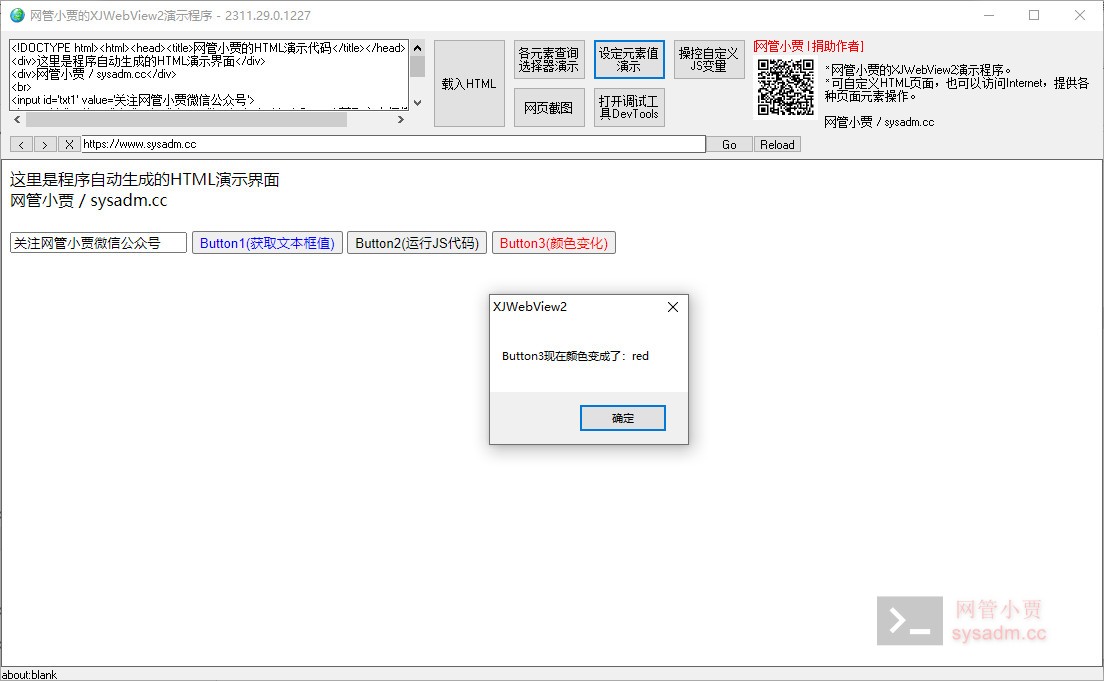 网管小贾的XJWebView2演示程序 - 2311.29.0.1227
<!DOCTYPE html><html><head><title>网管小贾的HTML演示代码</title></head>
<div>这里是程序自动生成的HTML演示界面</div>
<div>网管小贾 / sysadm.cc</div>
<br>
<input id='txt1' value='关注网管小贾微信公众号'>
载入HTML
各元素查询
选择器演示
设定元素值
演示
操控自定义
JS变量
网页截图
打开调试工
具DevTools
[网管小贾 | 捐助作者]
*网管小贾的XJWebView2演示程序。
*可自定义HTML页面，也可以访问Internet，提供各
种页面元素操作。
网管小贾 / sysadm.cc
< > X https://www.sysadm.cc Go Reload
这里是程序自动生成的HTML演示界面
网管小贾 / sysadm.cc
关注网管小贾微信公众号 Button1(获取文本框值) Button2(运行JS代码) Button3(颜色变化)
XJWebView2
Button3现在颜色变成了：red
确定
网管小贾
sysadm.cc
about:blank